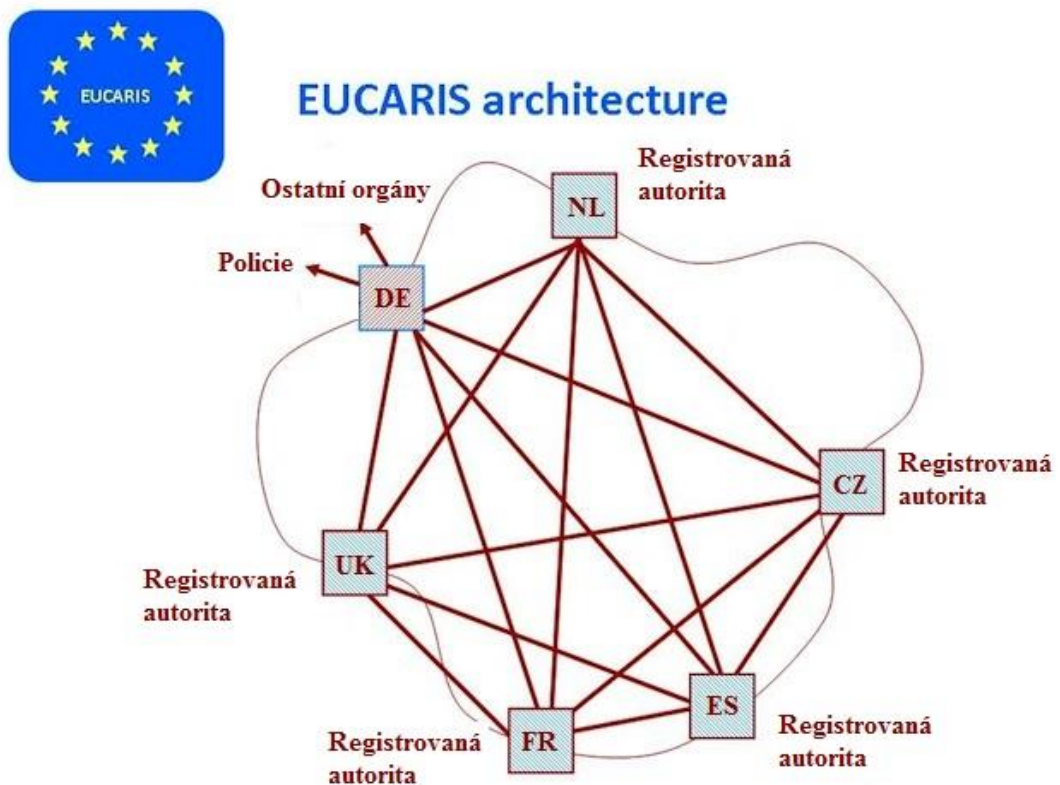 EUCARIS
EUCARIS architecture
Registrovaná
autorita
Ostatní orgány
NL
Policie
DE
CZ
Registrovaná
autorita
UK
Registrovaná
autorita
ES
FR
Registrovaná
autorita
Registrovaná
autorita